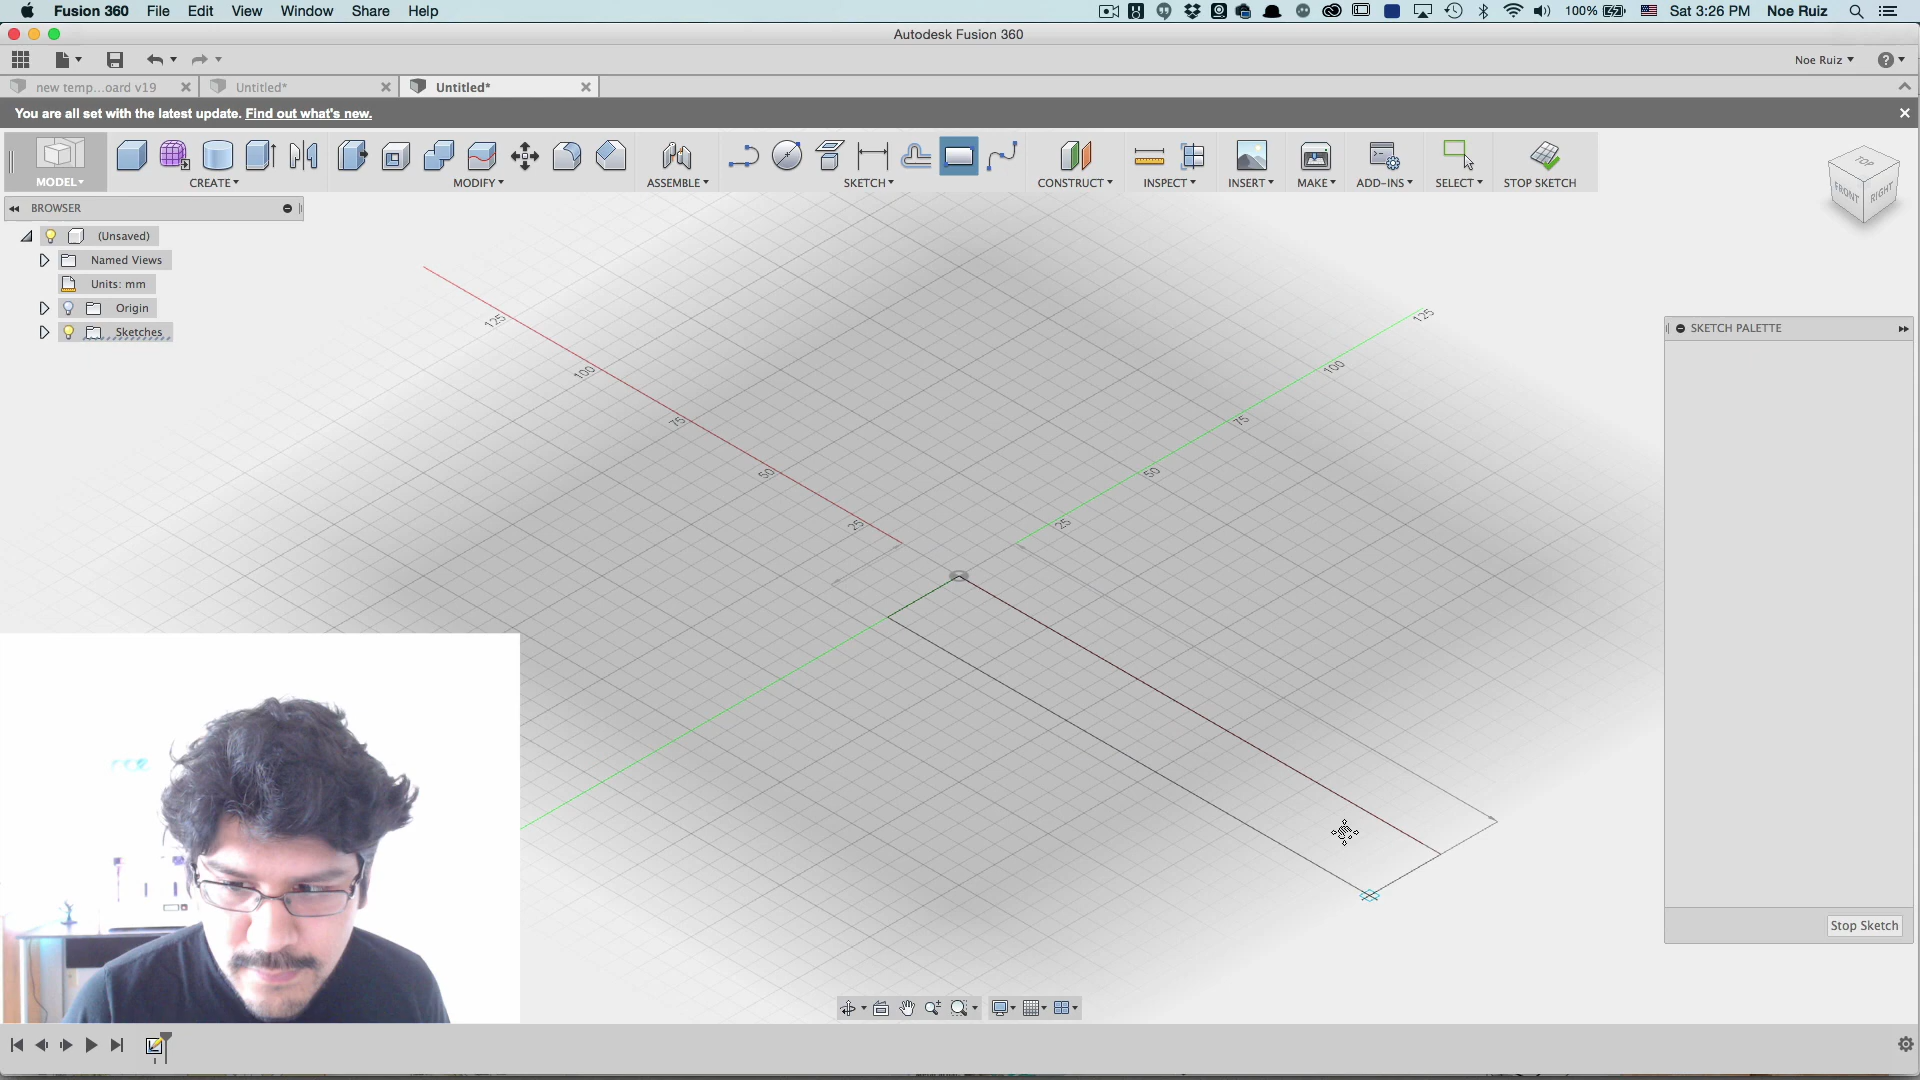 Fusion 360 File Edit View Window Share Help 100% Sat 3:26 PM Noe Ruiz
Autodesk Fusion 360
Noe Ruiz
new temp...oard v19 Untitled* Untitled*
You are all set with the latest update. Find out what's new.
MODEL CREATE MODIFY ASSEMBLE SKETCH CONSTRUCT INSPECT INSERT MAKE ADD-INS SELECT STOP SKETCH
TOP
FRONT
RIGHT
BROWSER
(Unsaved)
Named Views
Units: mm
Origin
Sketches
125
100
75
50
25
125
100
75
50
25
SKETCH PALETTE
Stop Sketch